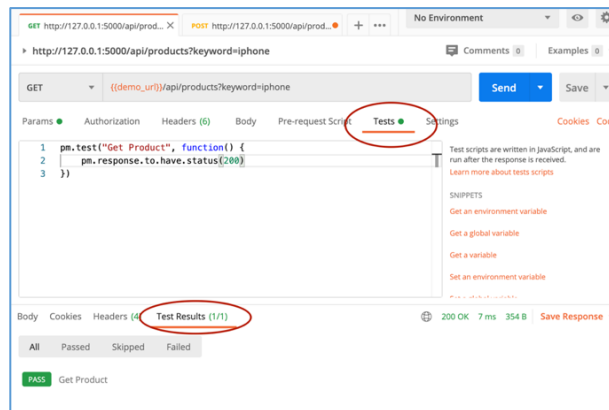 GET http://127.0.0.1:5000/api/prod... X POST http://127.0.0.1:5000/api/prod... + ••• No Environment
http://127.0.0.1:5000/api/products?keyword=iphone Comments 0 Examples 0
GET {{demo_url}}/api/products?keyword=iphone Send Save
Params Authorization Headers (6) Body Pre-request Script Tests Settings Cookies
1 pm.test("Get Product", function() {
2 pm.response.to.have.status(200)
3 })
Test scripts are written in JavaScript, and are
run after the response is received.
Learn more about tests scripts
SNIPPETS
Get an environment variable
Get a global variable
Get a variable
Set an environment variable
Body Cookies Headers (4 Test Results (1/1) 200 OK 7 ms 354 B Save Response
All Passed Skipped Failed
PASS Get Product